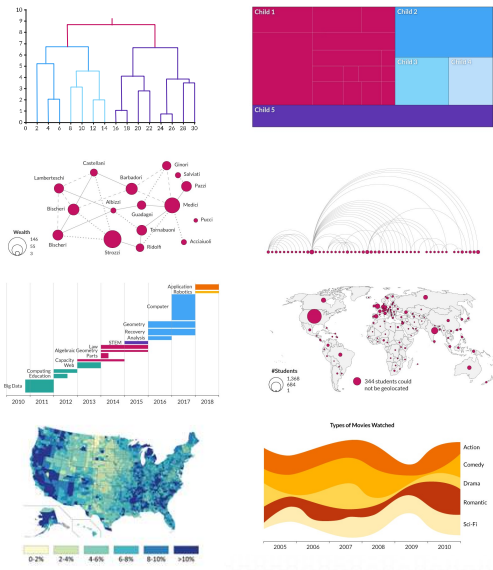 10
9
8
7
6
5
4
3
2
1
0
0 2 4 6 8 10 12 14 16 18 20 23 25 28 30
Child 1
Child 2
Child 3
Child 5
Castellani
Ginori
Lamberteschi
Barbadori
Salviati
Pazzi
Bischeri
Albizzi
Medici
Guadagni
Pucci
Tornabuoni
Bischeri
Strozzi
Ridolfi
Acciaiuoli
Wealth
146
55
3
Application
Robotics
Computer
Geometry
Recovery
Analysis
STEM
Law
Algebraic Geometry
Parts
Capacity
Web
Computing
Education
Big Data
2010 2011 2012 2013 2014 2015 2016 2017 2018
#Students
1,368
684
1
344 students could
not be geolocated
0-2% 2-4% 4-6% 6-8% 8-10% >10%
Types of Movies Watched
Action
Comedy
Drama
Romantic
Sci-Fi
2005 2006 2007 2008 2009 2010